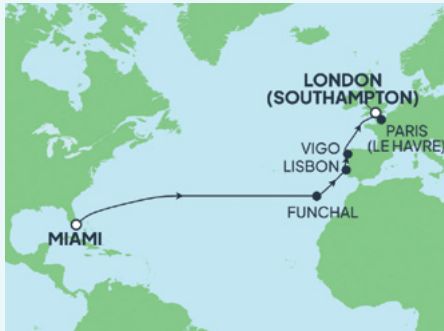 LONDON
(SOUTHAMPTON)
PARIS
(LE HAVRE)
VIGO
LISBON
FUNCHAL
MIAMI